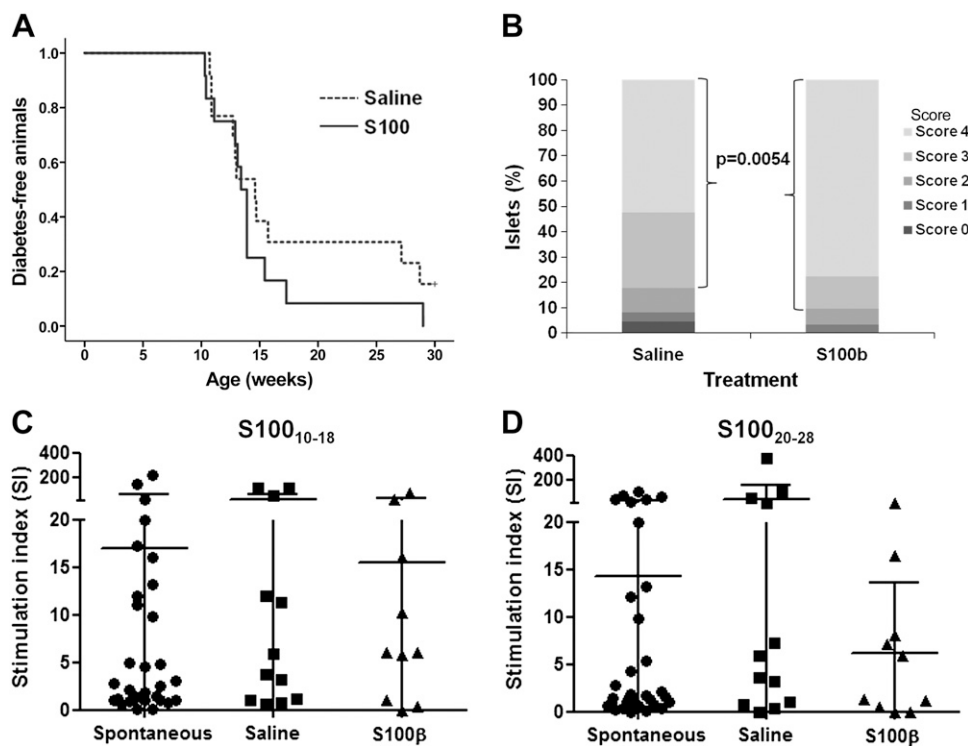 A
Diabetes-free animals
1.0
0.8
0.6
0.4
0.2
0.0
0
5
10
15
20
25
30
Age (weeks)
Saline
S100
B
Islets (%)
100
90
80
70
60
50
40
30
20
10
0
p=0.0054
Saline
S100b
Treatment
Score
Score 4
Score 3
Score 2
Score 1
Score 0
C
S100₁₀₋₁₈
Stimulation index (SI)
400
200
20
15
10
5
0
Spontaneous
Saline
S100β
D
S100₂₀₋₂₈
Stimulation index (SI)
400
200
20
15
10
5
0
Spontaneous
Saline
S100β